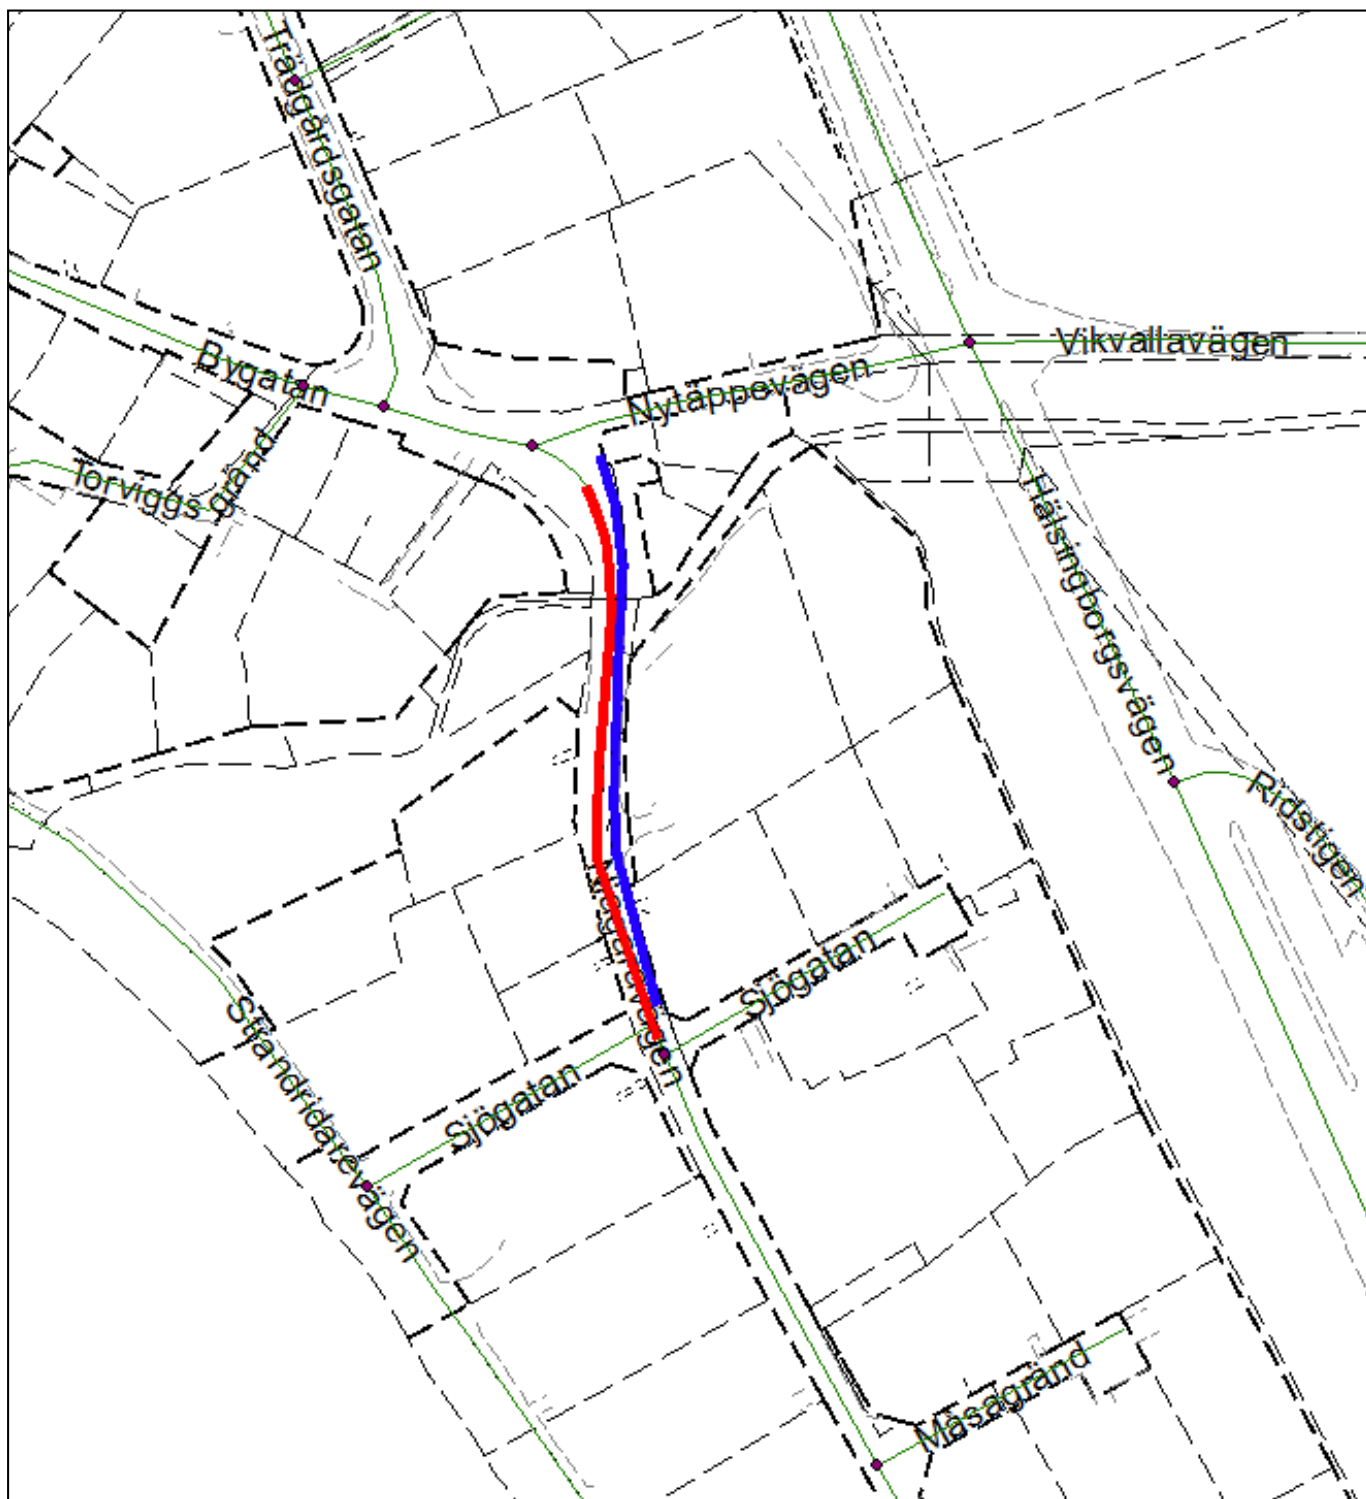 Trädgårdsgatan
Vikvallavägen
Bygatan
Nytäppevägen
Torviggs gränd
Hälsingborgsvägen
Ridstigen
Sjögatan
Strandridarevägen
Sjögatan
Måsagränd